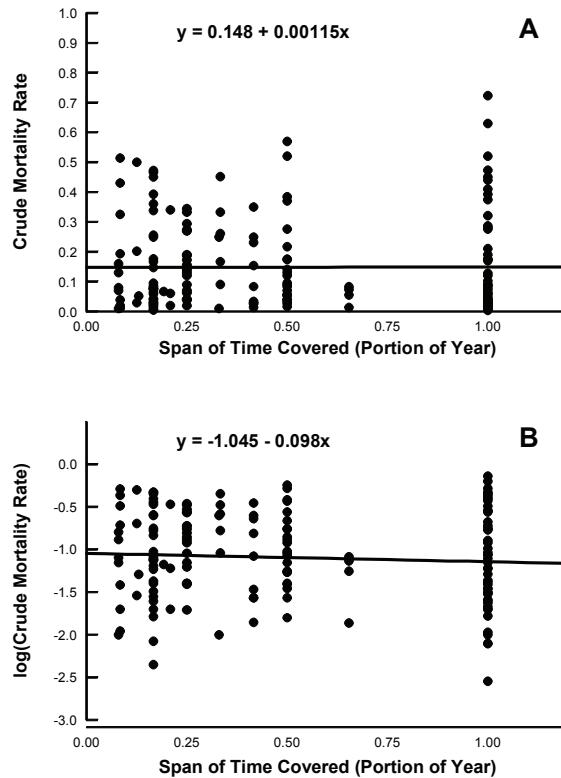 A
y = 0.148 + 0.00115x
Crude Mortality Rate
1.0
0.9
0.8
0.7
0.6
0.5
0.4
0.3
0.2
0.1
0.0
0.00 0.25 0.50 0.75 1.00
Span of Time Covered (Portion of Year)
B
y = -1.045 - 0.098x
log(Crude Mortality Rate)
0.0
-0.5
-1.0
-1.5
-2.0
-2.5
-3.0
0.00 0.25 0.50 0.75 1.00
Span of Time Covered (Portion of Year)